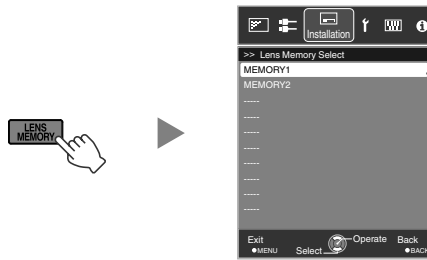 LENS
MEMORY
Installation
>> Lens Memory Select
MEMORY1
MEMORY2
-----
-----
-----
-----
-----
-----
-----
-----
Exit
●MENU
Select
Operate
Back
●BACK